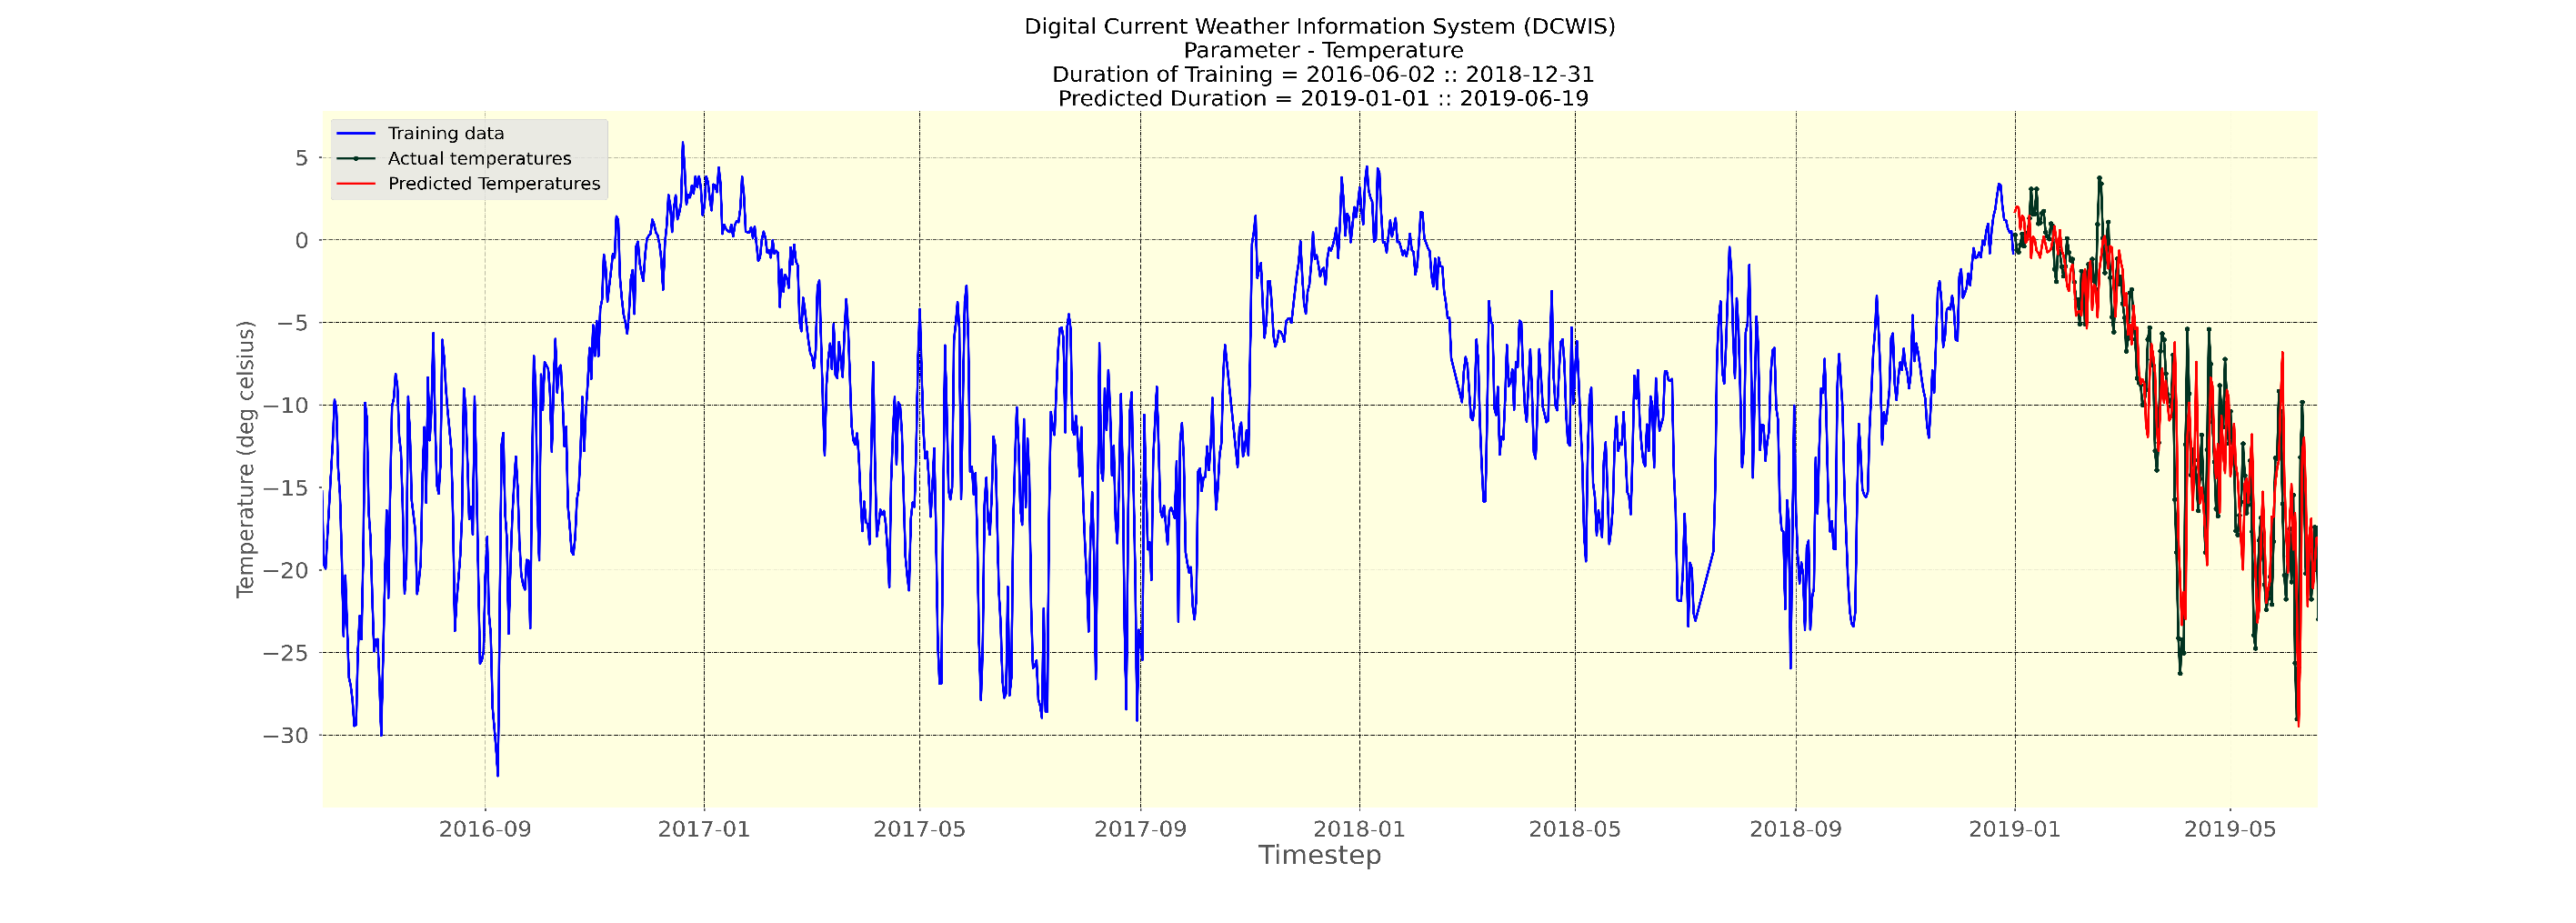 Digital Current Weather Information System (DCWIS)
Parameter - Temperature
Duration of Training = 2016-06-02 :: 2018-12-31
Predicted Duration = 2019-01-01 :: 2019-06-19
Training data
Actual temperatures
Predicted Temperatures
5
0
−5
−10
−15
−20
−25
−30
Temperature (deg celsius)
2016-09 2017-01 2017-05 2017-09 2018-01 2018-05 2018-09 2019-01 2019-05
Timestep